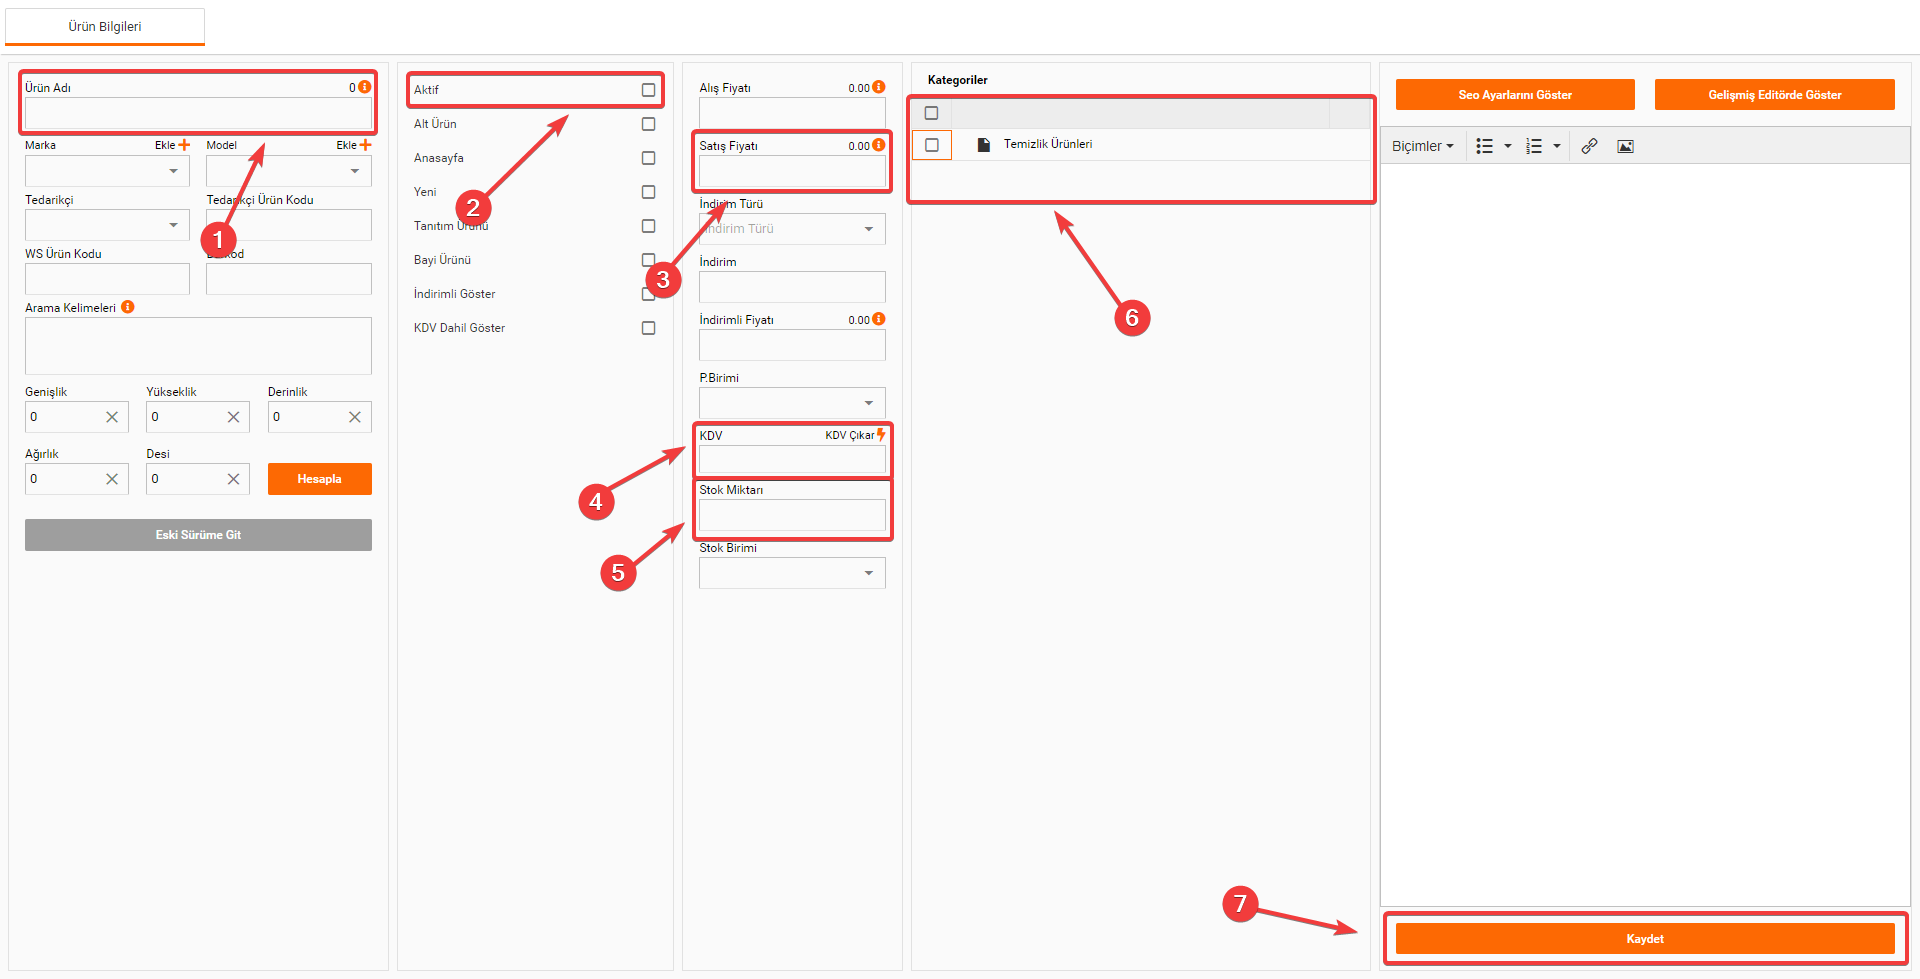 Ürün Bilgileri
Ürün Adı 0
Marka Ekle Model Ekle
Tedarikçi Tedarikçi Ürün Kodu
WS Ürün Kodu
Arama Kelimeleri
Genişlik Yükseklik Derinlik
0 0 0
Ağırlık Desi
0 0 Hesapla
Eski Sürüme Git
1
Aktif
Alt Ürün
Anasayfa
Yeni
Tanıtım Ürünü
Bayi Ürünü
İndirimli Göster
KDV Dahil Göster
2
Alış Fiyatı 0.00
Satış Fiyatı 0.00
İndirim Türü
İndirim Türü
İndirim
İndirimli Fiyatı 0.00
P.Birimi
KDV KDV Çıkar
Stok Miktarı
Stok Birimi
3
4
5
Kategoriler
Temizlik Ürünleri
6
Seo Ayarlarını Göster Gelişmiş Editörde Göster
Biçimler
7
Kaydet